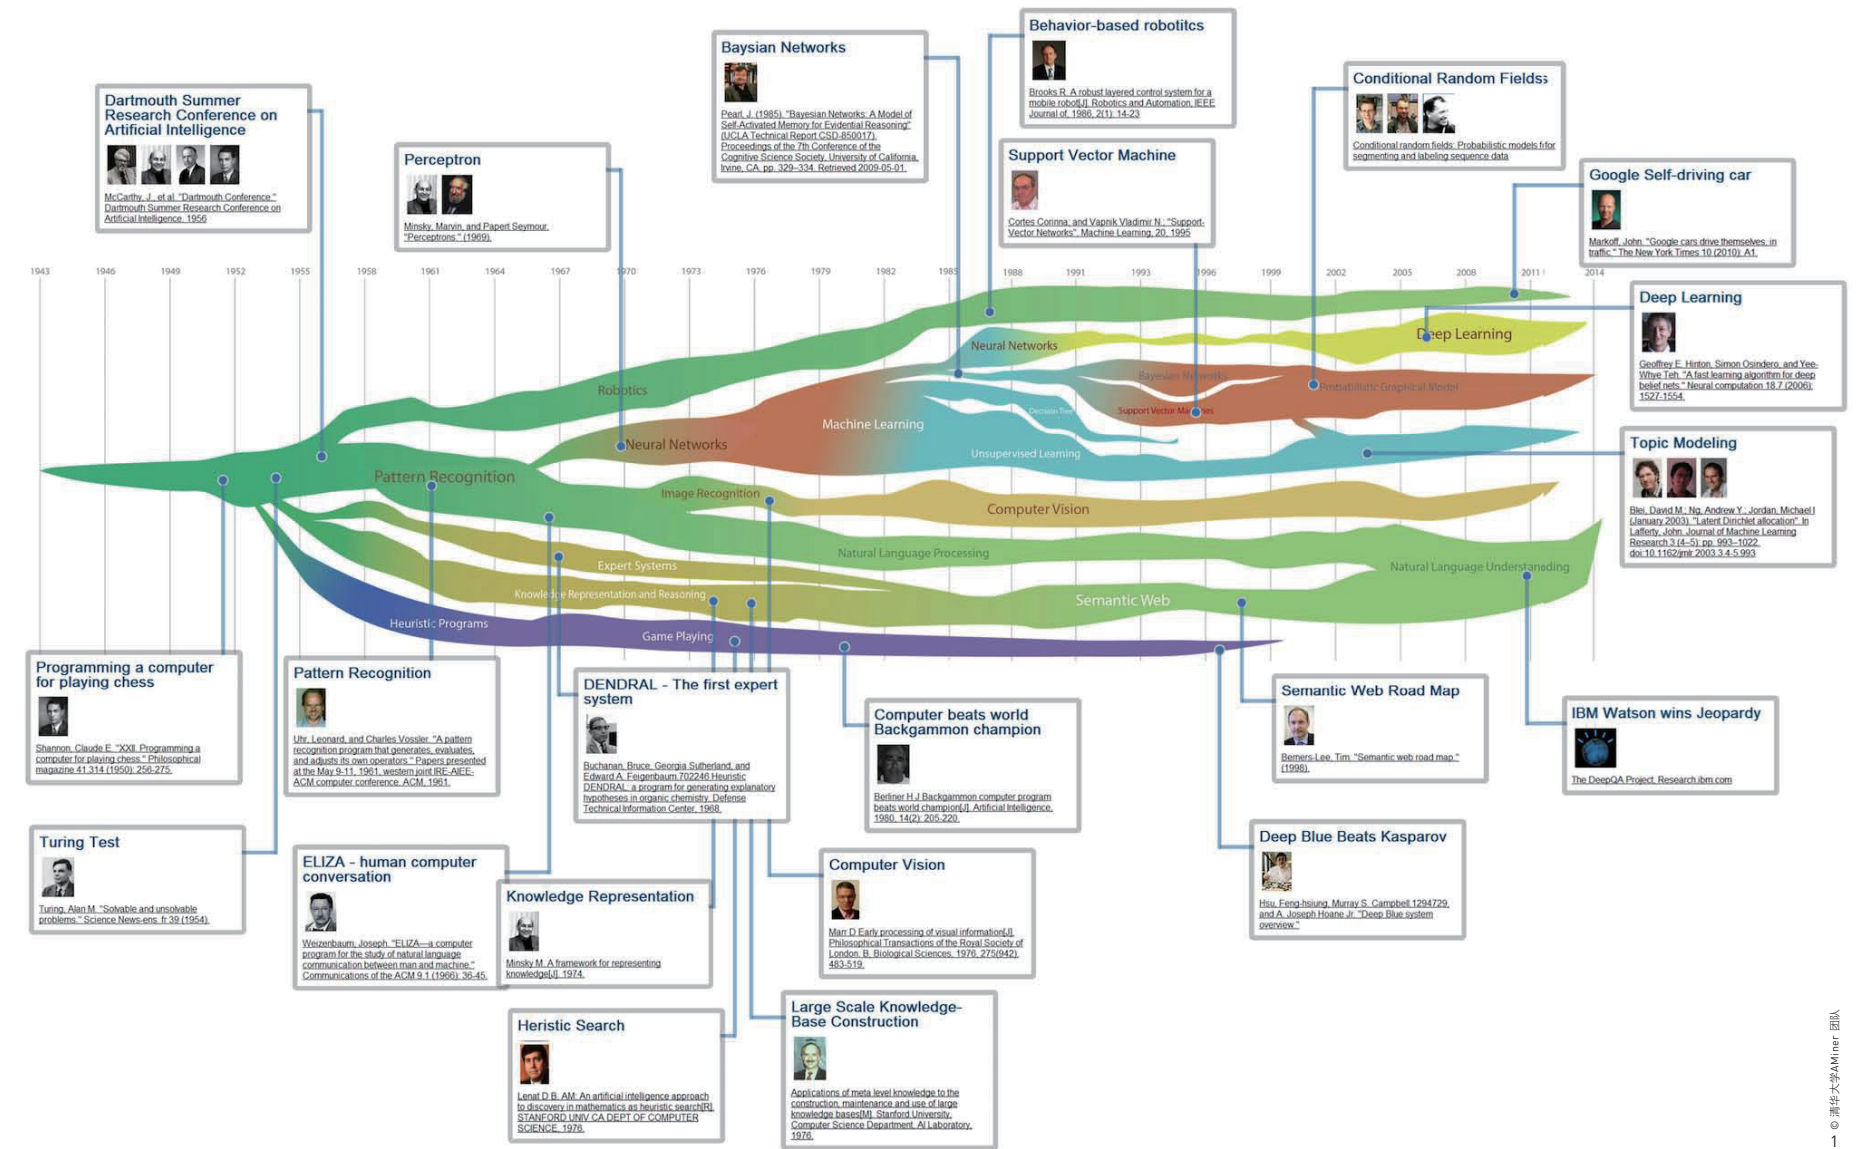 Behavior-based robotitcs
Brooks R. A robust layered control system for a
mobile robot[J]. Robotics and Automation, IEEE
Journal of, 1986, 2(1): 14-23
Baysian Networks
Pearl, J. (1985). "Bayesian Networks: A Model of
Self-Activated Memory for Evidential Reasoning"
(UCLA Technical Report CSD-850017).
Proceedings of the 7th Conference of the
Cognitive Science Society, University of California,
Irvine, CA. pp. 329–334. Retrieved 2009-05-01.
Conditional Random Fields
Conditional random fields: Probabilistic models for
segmenting and labeling sequence data
Dartmouth Summer
Research Conference on
Artificial Intelligence
McCarthy, J., et al. "Dartmouth Conference."
Dartmouth Summer Research Conference on
Artificial Intelligence. 1956
Perceptron
Minsky, Marvin, and Papert Seymour.
"Perceptrons." (1969).
Support Vector Machine
Cortes Corinna; and Vapnik Vladimir N.; "Support-
Vector Networks", Machine Learning, 20, 1995
Google Self-driving car
Markoff, John. "Google cars drive themselves, in
traffic." The New York Times 10 (2010): A1.
1943 1946 1949 1952 1955 1958 1961 1964 1967 1970 1973 1976 1979 1982 1985 1988 1991 1993 1996 1999 2002 2005 2008 2011 2014
Deep Learning
Geoffrey E. Hinton, Simon Osindero, and Yee-
Whye Teh. "A fast learning algorithm for deep
belief nets." Neural computation 18.7 (2006):
1527-1554.
Topic Modeling
Blei, David M.; Ng, Andrew Y.; Jordan, Michael I
(January 2003). "Latent Dirichlet allocation". In
Lafferty, John. Journal of Machine Learning
Research 3 (4–5): pp. 993–1022.
doi:10.1162/jmlr.2003.3.4-5.993
Deep Learning
Neural Networks
Bayesian Networks
Probabilistic Graphical Model
Robotics
Decision Tree
Support Vector Machines
Machine Learning
Neural Networks
Unsupervised Learning
Pattern Recognition
Image Recognition
Computer Vision
Natural Language Processing
Expert Systems
Natural Language Understanding
Knowledge Representation and Reasoning
Semantic Web
Heuristic Programs
Game Playing
Programming a computer
for playing chess
Shannon, Claude E. "XXII. Programming a
computer for playing chess." Philosophical
magazine 41.314 (1950): 256-275.
Pattern Recognition
Uhr, Leonard, and Charles Vossler. "A pattern
recognition program that generates, evaluates,
and adjusts its own operators." Papers presented
at the May 9-11, 1961, western joint IRE-AIEE-
ACM computer conference. ACM, 1961.
DENDRAL - The first expert
system
Buchanan, Bruce, Georgia Sutherland, and
Edward A. Feigenbaum.702246 Heuristic
DENDRAL: a program for generating explanatory
hypotheses in organic chemistry. Defense
Technical Information Center, 1968.
Computer beats world
Backgammon champion
Berliner H J Backgammon computer program
beats world champion[J]. Artificial Intelligence,
1980, 14(2): 205-220.
Semantic Web Road Map
Berners-Lee, Tim. "Semantic web road map."
(1998).
IBM Watson wins Jeopardy
The DeepQA Project, Research.ibm.com
Turing Test
Turing, Alan M. "Solvable and unsolvable
problems." Science News-ens. fr 39 (1954).
ELIZA - human computer
conversation
Weizenbaum, Joseph. "ELIZA—a computer
program for the study of natural language
communication between man and machine."
Communications of the ACM 9.1 (1966): 36-45.
Knowledge Representation
Minsky M. A framework for representing
knowledge[J]. 1974.
Computer Vision
Marr D Early processing of visual information[J].
Philosophical Transactions of the Royal Society of
London. B, Biological Sciences, 1976, 275(942):
483-519.
Deep Blue Beats Kasparov
Hsu, Feng-hsiung, Murray S. Campbell.1294729,
and A. Joseph Hoane Jr. "Deep Blue system
overview."
Heristic Search
Lenat D B. AM: An artificial intelligence approach
to discovery in mathematics as heuristic search[R].
STANFORD UNIV CA DEPT OF COMPUTER
SCIENCE, 1976.
Large Scale Knowledge-
Base Construction
Applications of meta level knowledge to the
construction, maintenance and use of large
knowledge bases[M]. Stanford University,
Computer Science Department, AI Laboratory,
1976.
© 清华大学AMiner 团队
1